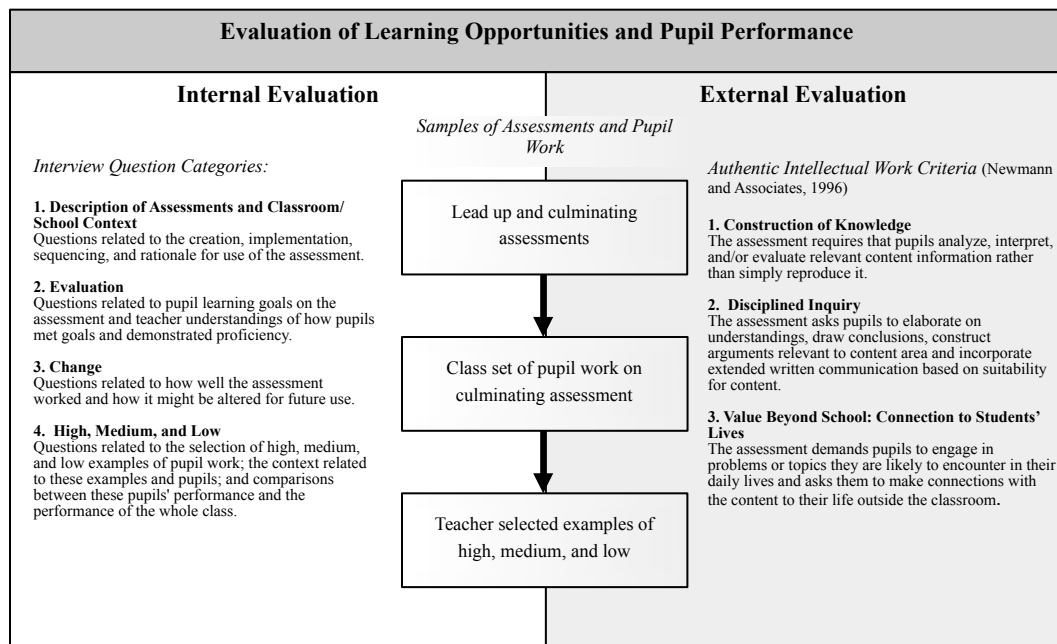 Evaluation of Learning Opportunities and Pupil Performance
Internal Evaluation
Interview Question Categories:
1. Description of Assessments and Classroom/
School Context
Questions related to the creation, implementation,
sequencing, and rationale for use of the assessment.
2. Evaluation
Questions related to pupil learning goals on the
assessment and teacher understandings of how pupils
met goals and demonstrated proficiency.
3. Change
Questions related to how well the assessment
worked and how it might be altered for future use.
4. High, Medium, and Low
Questions related to the selection of high, medium,
and low examples of pupil work; the context related
to these examples and pupils; and comparisons
between these pupils' performance and the
performance of the whole class.
Samples of Assessments and Pupil
Work
Lead up and culminating
assessments
Class set of pupil work on
culminating assessment
Teacher selected examples of
high, medium, and low
External Evaluation
Authentic Intellectual Work Criteria (Newmann
and Associates, 1996)
1. Construction of Knowledge
The assessment requires that pupils analyze, interpret,
and/or evaluate relevant content information rather
than simply reproduce it.
2. Disciplined Inquiry
The assessment asks pupils to elaborate on
understandings, draw conclusions, construct
arguments relevant to content area and incorporate
extended written communication based on suitability
for content.
3. Value Beyond School: Connection to Students’
Lives
The assessment demands pupils to engage in
problems or topics they are likely to encounter in their
daily lives and asks them to make connections with
the content to their life outside the classroom.